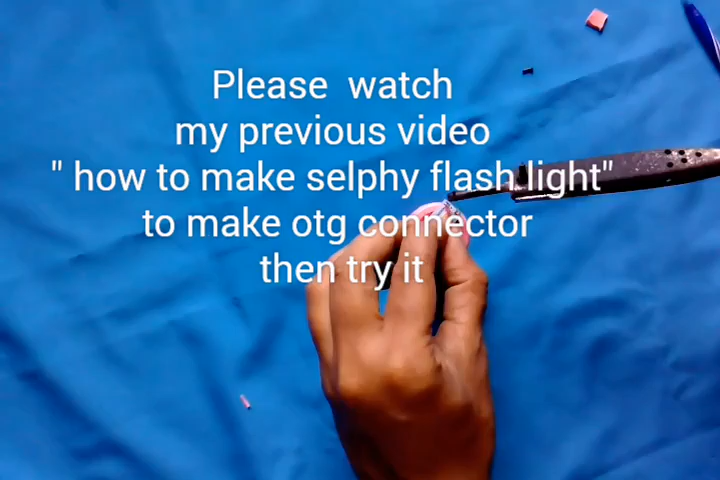 Please watch
my previous video
" how to make selphy flash light"
to make otg connector
then try it